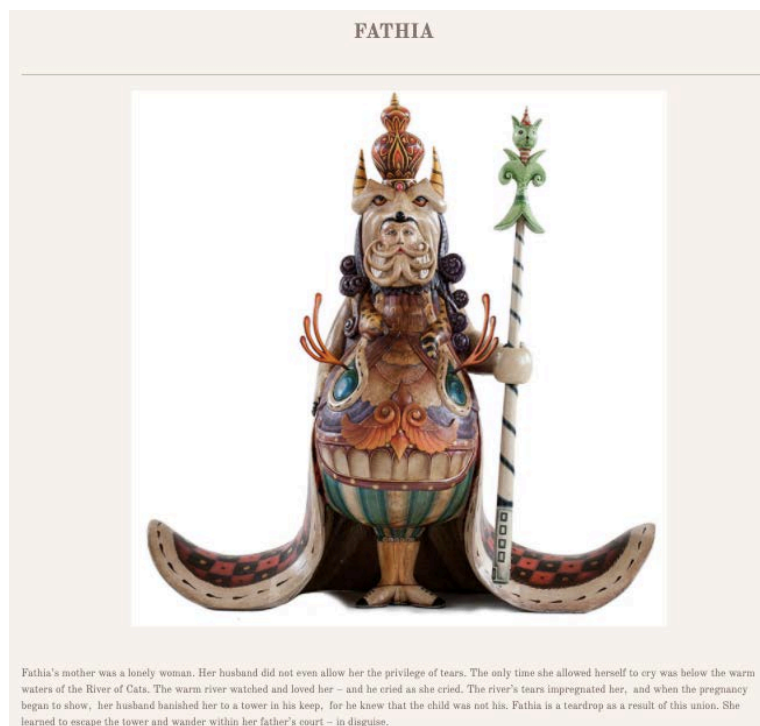 FATHIA
Fathia's mother was a lonely woman. Her husband did not even allow her the privilege of tears. The only time she allowed herself to cry was below the warm
waters of the River of Cats. The warm river watched and loved her – and he cried as she cried. The river's tears impregnated her, and when the pregnancy
began to show, her husband banished her to a tower in his keep, for he knew that the child was not his. Fathia is a teardrop as a result of this union. She
learned to escape the tower and wander within her father's court – in disguise.